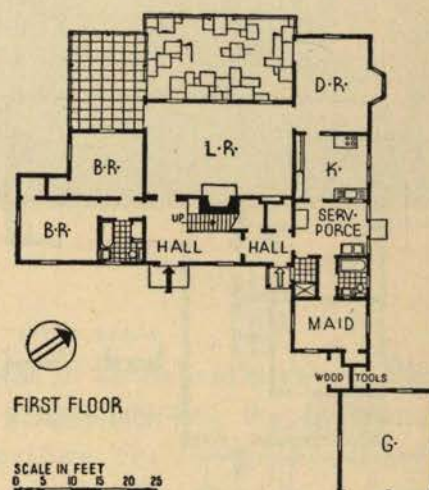 D·R·
B·R·
L·R·
K·
B·R·
UP
SERV-
PORCE
HALL
HALL
MAID
WOOD
TOOLS
FIRST FLOOR
G·
SCALE IN FEET
0 5 10 15 20 25